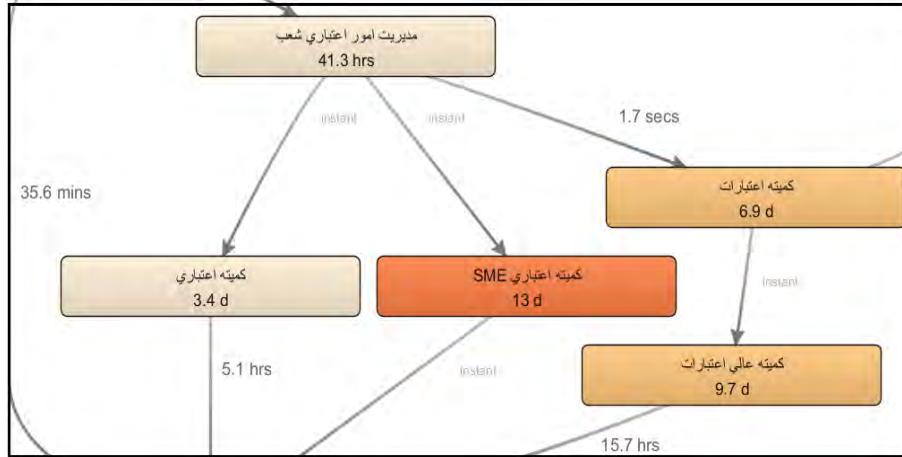 مديريت امور اعتباري شعب
41.3 hrs
instant
instant
1.7 secs
35.6 mins
كميته اعتبارات
6.9 d
كميته اعتباري
3.4 d
كميته اعتباري SME
13 d
instant
5.1 hrs
instant
كميته عالي اعتبارات
9.7 d
15.7 hrs